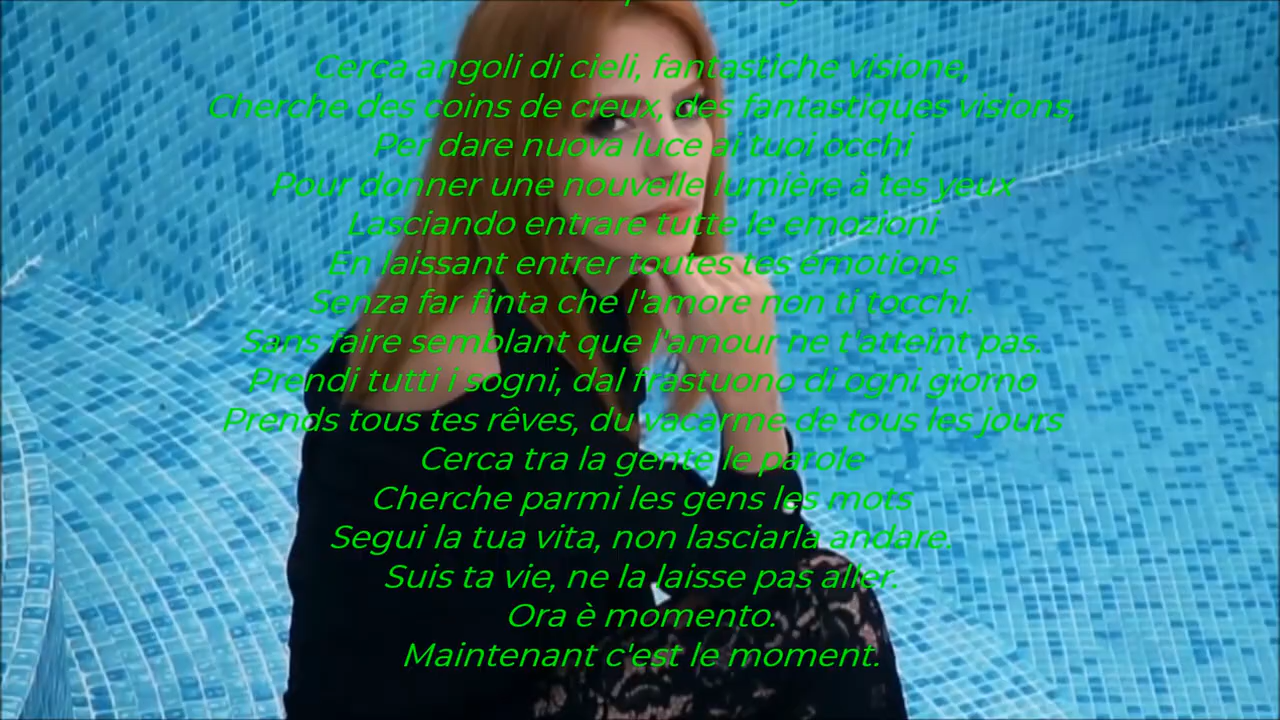 Cerca angoli di cieli, fantastiche visione,
Cherche des coins de cieux, des fantastiques visions,
Per dare nuova luce ai tuoi occhi
Pour donner une nouvelle lumière à tes yeux
Lasciando entrare tutte le emozioni
En laissant entrer toutes tes émotions
Senza far finta che l'amore non ti tocchi.
Sans faire semblant que l'amour ne t'atteint pas.
Prendi tutti i sogni, dal frastuono di ogni giorno
Prends tous tes rêves, du vacarme de tous les jours
Cerca tra la gente le parole
Cherche parmi les gens les mots
Segui la tua vita, non lasciarla andare.
Suis ta vie, ne la laisse pas aller.
Ora è momento.
Maintenant c'est le moment.